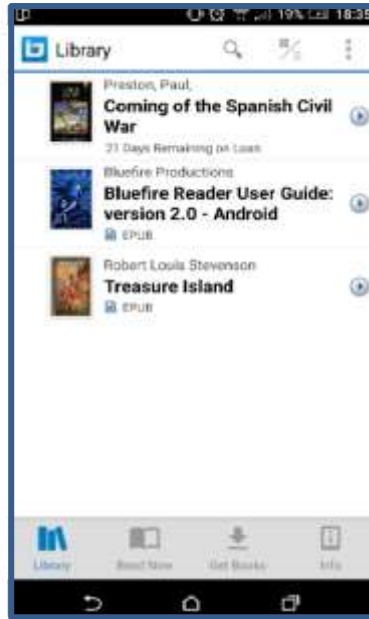 19% 18:35
Library
Preston, Paul,
Coming of the Spanish Civil
War
21 Days Remaining on Loan
Bluefire Productions
Bluefire Reader User Guide:
version 2.0 - Android
EPUB
Robert Louis Stevenson
Treasure Island
EPUB
Library Read Now Get Books Info